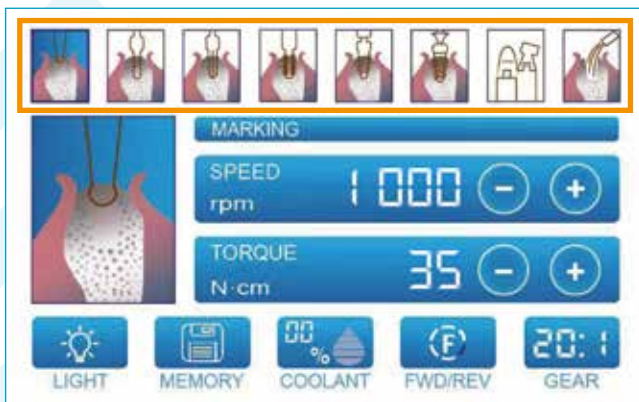 MARKING
SPEED
rpm
1000
TORQUE
N·cm
35
00
%
F
20:1
LIGHT
MEMORY
COOLANT
FWD/REV
GEAR